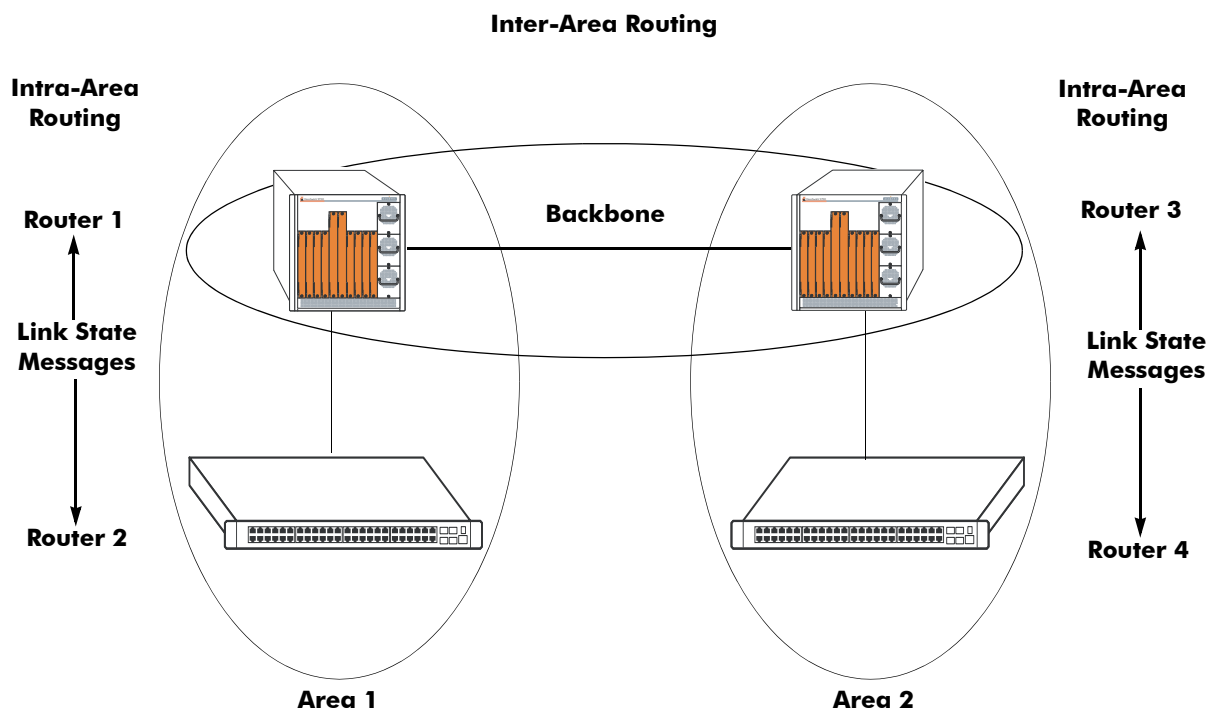 Inter-Area Routing
Intra-Area
Routing
Intra-Area
Routing
Router 1
Backbone
Router 3
Link State
Messages
Link State
Messages
Router 2
Router 4
Area 1
Area 2